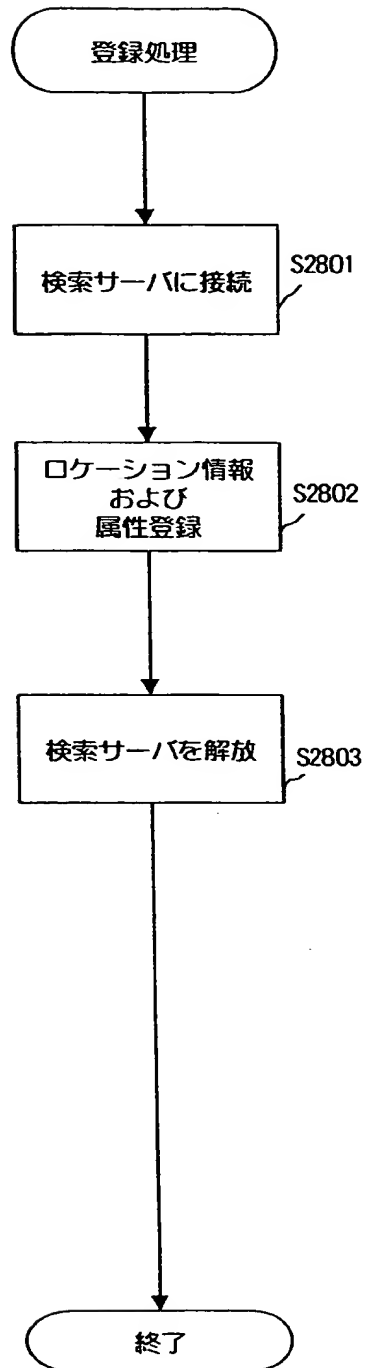 登録処理
検索サーバに接続
S2801
ロケーション情報
および
属性登録
S2802
検索サーバを解放
S2803
終了